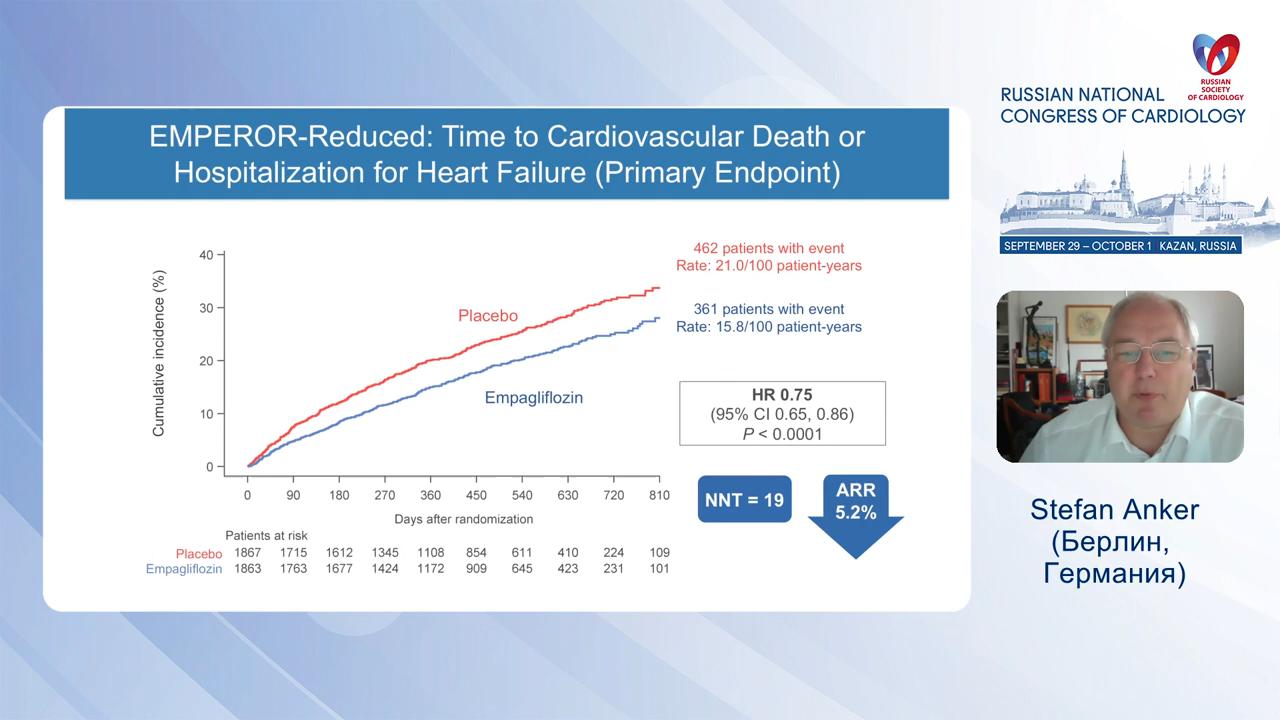 EMPEROR-Reduced: Time to Cardiovascular Death or
Hospitalization for Heart Failure (Primary Endpoint)
Cumulative incidence (%)
40
30
20
10
0
Placebo
Empagliflozin
462 patients with event
Rate: 21.0/100 patient-years
361 patients with event
Rate: 15.8/100 patient-years
HR 0.75
(95% CI 0.65, 0.86)
P < 0.0001
NNT = 19
ARR
5.2%
0 90 180 270 360 450 540 630 720 810
Days after randomization
Patients at risk
Placebo 1867 1715 1612 1345 1108 854 611 410 224 109
Empagliflozin 1863 1763 1677 1424 1172 909 645 423 231 101
RUSSIAN
SOCIETY
OF CARDIOLOGY
RUSSIAN NATIONAL
CONGRESS OF CARDIOLOGY
SEPTEMBER 29 – OCTOBER 1 KAZAN, RUSSIA
Stefan Anker
(Берлин,
Германия)